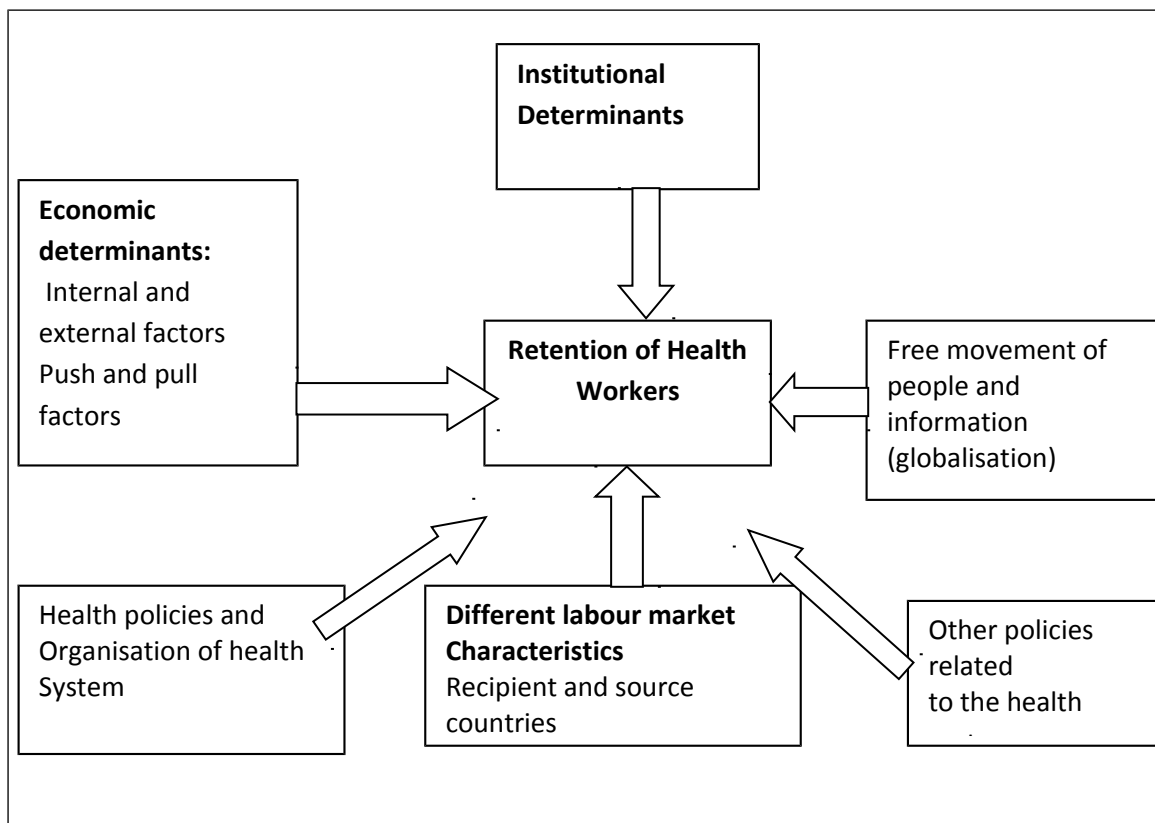 Institutional
Determinants
Economic
determinants:
Internal and
external factors
Push and pull
factors
Retention of Health
Workers
Free movement of
people and
information
(globalisation)
Health policies and
Organisation of health
System
Different labour market
Characteristics
Recipient and source
countries
Other policies
related
to the health